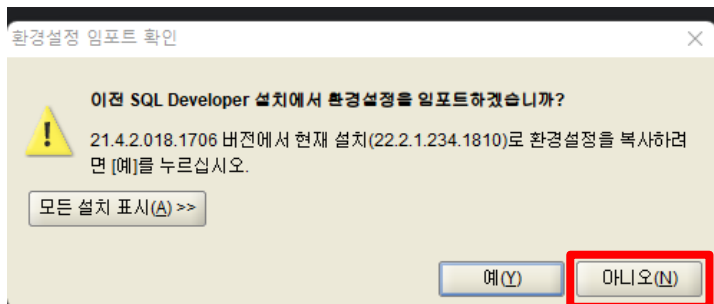 환경설정 임포트 확인
이전 SQL Developer 설치에서 환경설정을 임포트하겠습니까?
21.4.2.018.1706 버전에서 현재 설치(22.2.1.234.1810)로 환경설정을 복사하려
면 [예]를 누르십시오.
모든 설치 표시(A) >>
예(Y) 아니오(N)